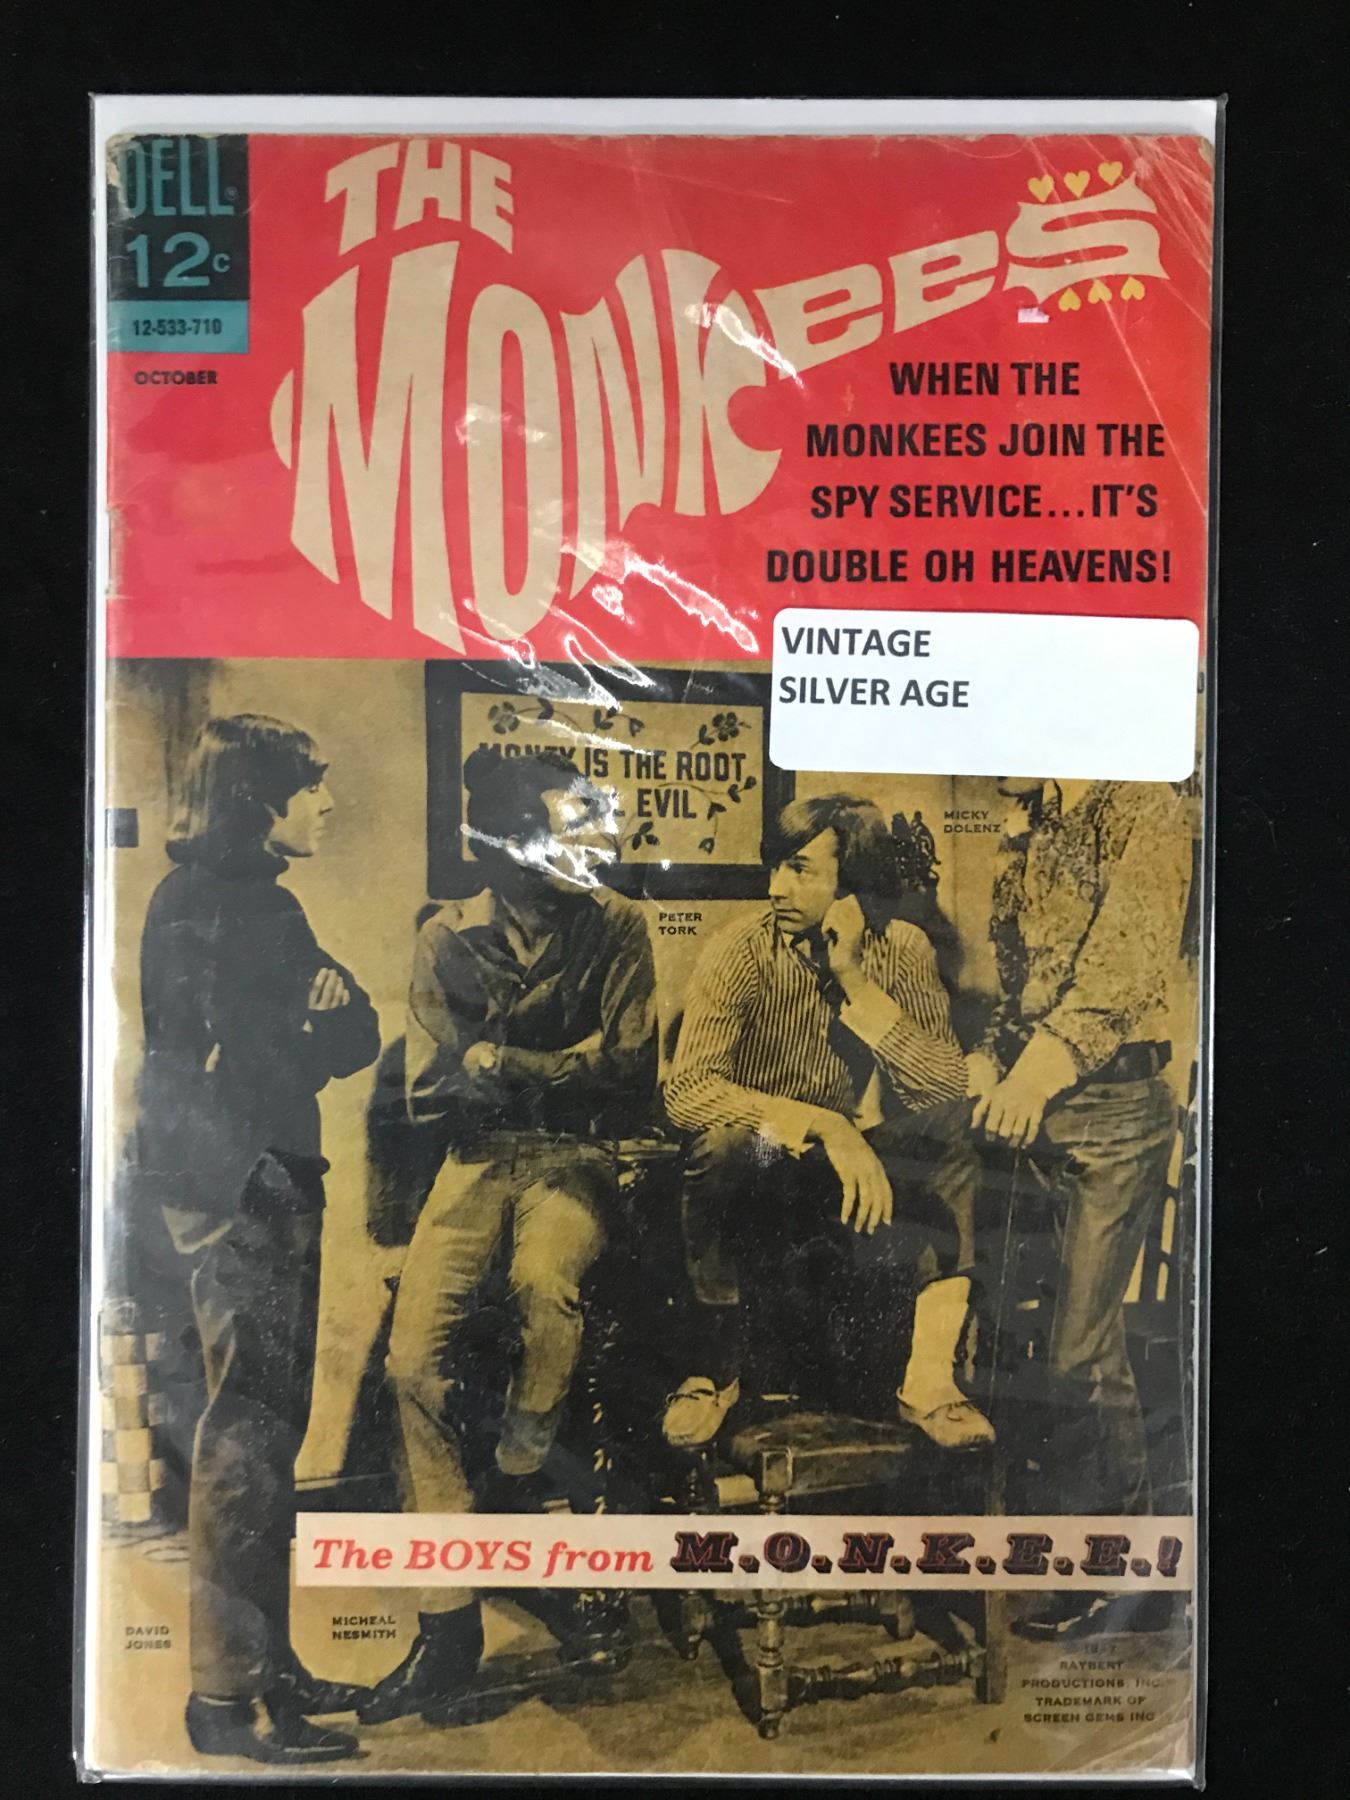 DELL®
12c
12-533-710
OCTOBER
THE
MONKEES
WHEN THE
MONKEES JOIN THE
SPY SERVICE...IT'S
DOUBLE OH HEAVENS!
VINTAGE
SILVER AGE
MONEY IS THE ROOT
EVIL
MICKY
DOLENZ
PETER
TORK
The BOYS from M.O.N.K.E.E.!
DAVID
JONES
MICHEAL
NESMITH
RAYBERT
PRODUCTIONS, INC.
TRADEMARK OF
SCREEN GEMS INC